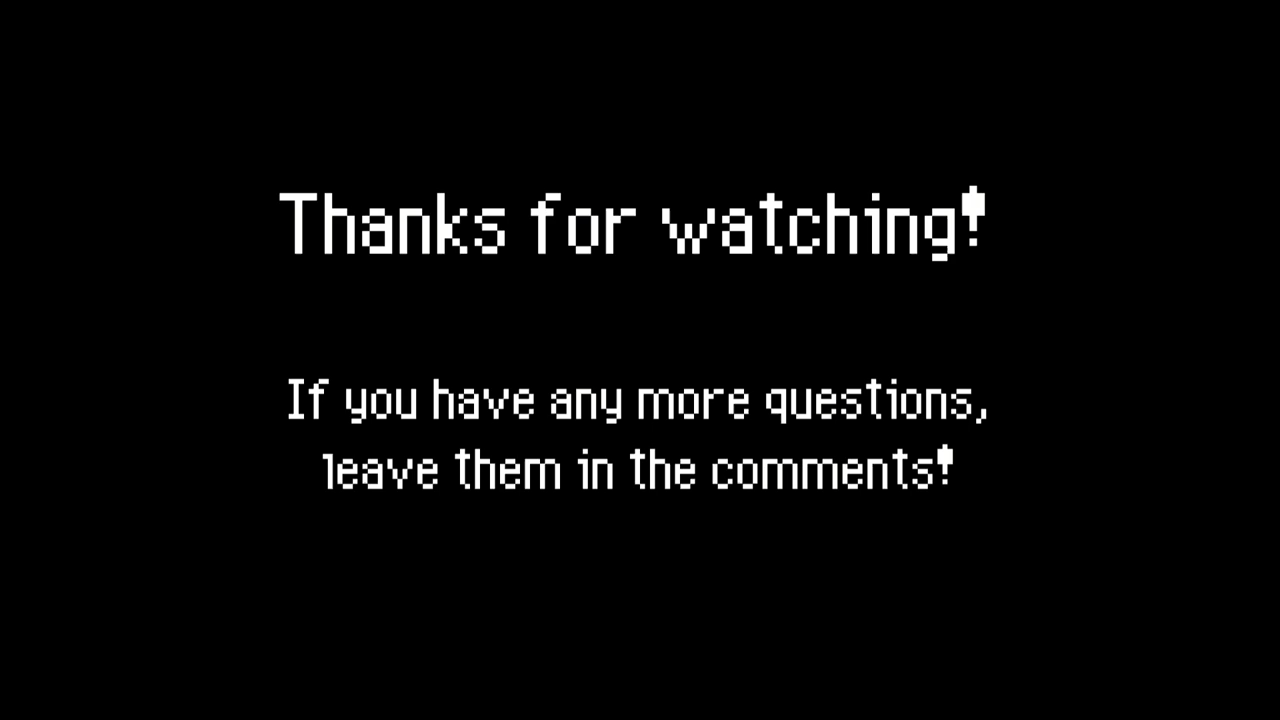 Thanks for watching!
If you have any more questions,
leave them in the comments!